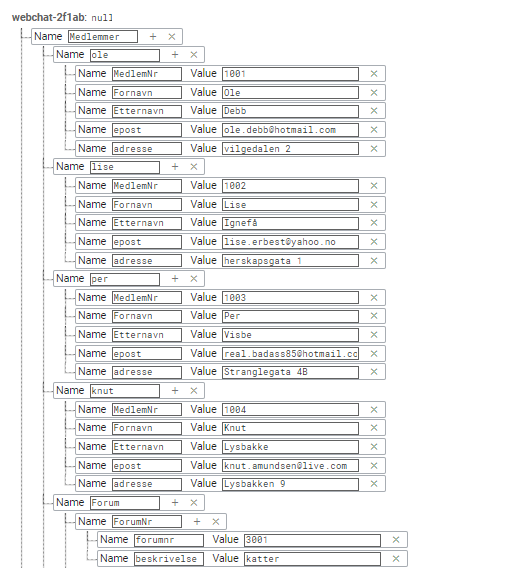 webchat-2f1ab: null
Name Medlemmer + ×
Name ole + ×
Name MedlemNr Value 1001 ×
Name Fornavn Value Ole ×
Name Etternavn Value Debb ×
Name epost Value ole.debb@hotmail.com ×
Name adresse Value vilgedalen 2 ×
Name lise + ×
Name MedlemNr Value 1002 ×
Name Fornavn Value Lise ×
Name Etternavn Value Ignefå ×
Name epost Value lise.erbest@yahoo.no ×
Name adresse Value herskapsgata 1 ×
Name per + ×
Name MedlemNr Value 1003 ×
Name Fornavn Value Per ×
Name Etternavn Value Visbe ×
Name epost Value real.badass85@hotmail.cc ×
Name adresse Value Stranglegata 4B ×
Name knut + ×
Name MedlemNr Value 1004 ×
Name Fornavn Value Knut ×
Name Etternavn Value Lysbakke ×
Name epost Value knut.amundsen@live.com ×
Name adresse Value Lysbakken 9 ×
Name Forum + ×
Name ForumNr + ×
Name forumnr Value 3001 ×
Name beskrivelse Value katter ×